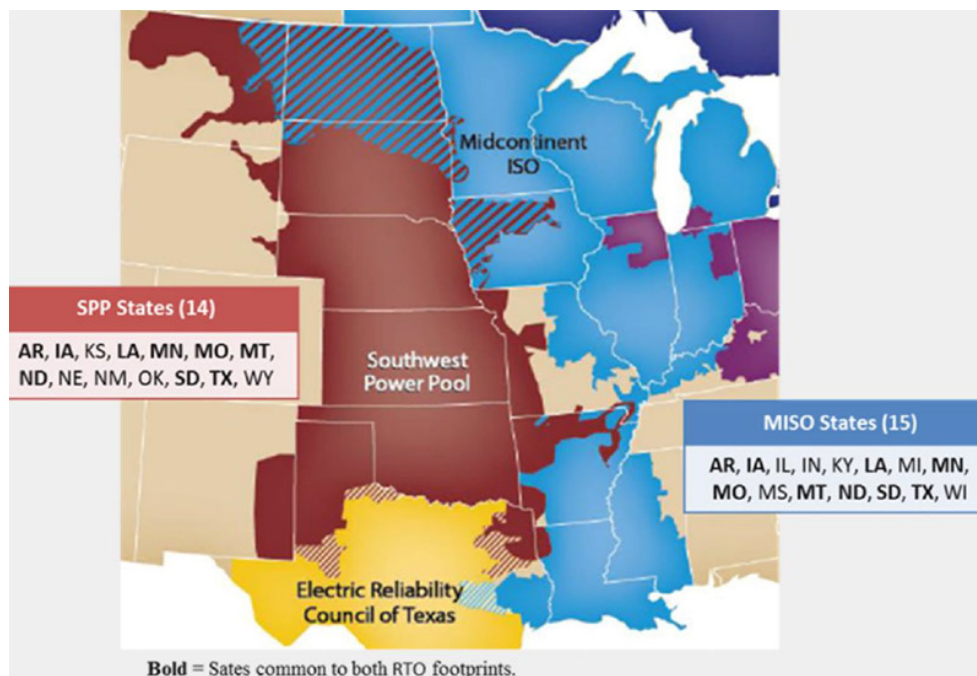 Midcontinent
ISO
SPP States (14)
AR, IA, KS, LA, MN, MO, MT,
ND, NE, NM, OK, SD, TX, WY
Southwest
Power Pool
MISO States (15)
AR, IA, IL, IN, KY, LA, MI, MN,
MO, MS, MT, ND, SD, TX, WI
Electric Reliability
Council of Texas
Bold = Sates common to both RTO footprints.